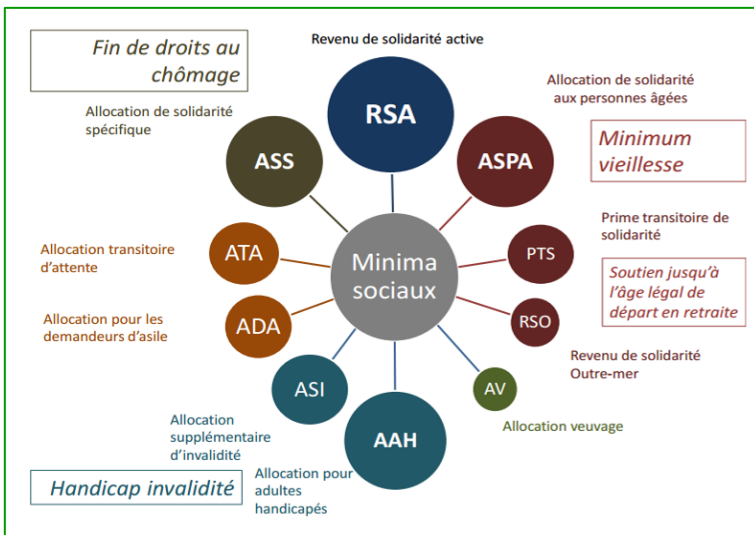 Revenu de solidarité active
RSA
Fin de droits au
chômage
Allocation de solidarité
spécifique
ASS
Allocation de solidarité
aux personnes âgées
ASPA
Minimum
vieillesse
Allocation transitoire
d'attente
ATA
Minima
sociaux
Prime transitoire de
solidarité
PTS
Soutien jusqu'à
l'âge légal de
départ en retraite
Allocation pour les
demandeurs d'asile
ADA
RSO
Revenu de solidarité
Outre-mer
ASI
Allocation
supplémentaire
d'invalidité
AV
Allocation veuvage
AAH
Allocation pour
adultes
handicapés
Handicap invalidité